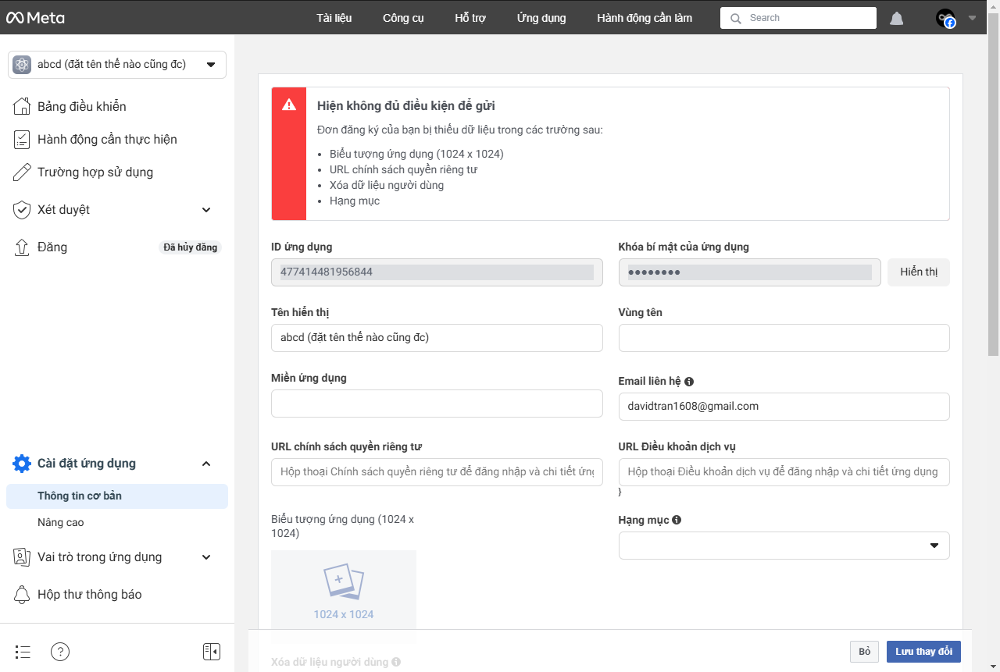 Meta
Tài liệu
Công cụ
Hỗ trợ
Ứng dụng
Hành động cần làm
Search
abcd (đặt tên thế nào cũng đc)
Bảng điều khiển
Hành động cần thực hiện
Trường hợp sử dụng
Xét duyệt
Đăng
Đã hủy đăng
Cài đặt ứng dụng
Thông tin cơ bản
Nâng cao
Vai trò trong ứng dụng
Hộp thư thông báo
Hiện không đủ điều kiện để gửi
Đơn đăng ký của bạn bị thiếu dữ liệu trong các trường sau:
• Biểu tượng ứng dụng (1024 x 1024)
• URL chính sách quyền riêng tư
• Xóa dữ liệu người dùng
• Hạng mục
ID ứng dụng
477414481956844
Khóa bí mật của ứng dụng
●●●●●●●●
Hiển thị
Tên hiển thị
abcd (đặt tên thế nào cũng đc)
Vùng tên
Miền ứng dụng
Email liên hệ
davidtran1608@gmail.com
URL chính sách quyền riêng tư
Hộp thoại Chính sách quyền riêng tư để đăng nhập và chi tiết ứng
URL Điều khoản dịch vụ
Hộp thoại Điều khoản dịch vụ để đăng nhập và chi tiết ứng dụng
}
Biểu tượng ứng dụng (1024 x
1024)
1024 x 1024
Hạng mục
Xóa dữ liệu người dùng
Bỏ
Lưu thay đổi